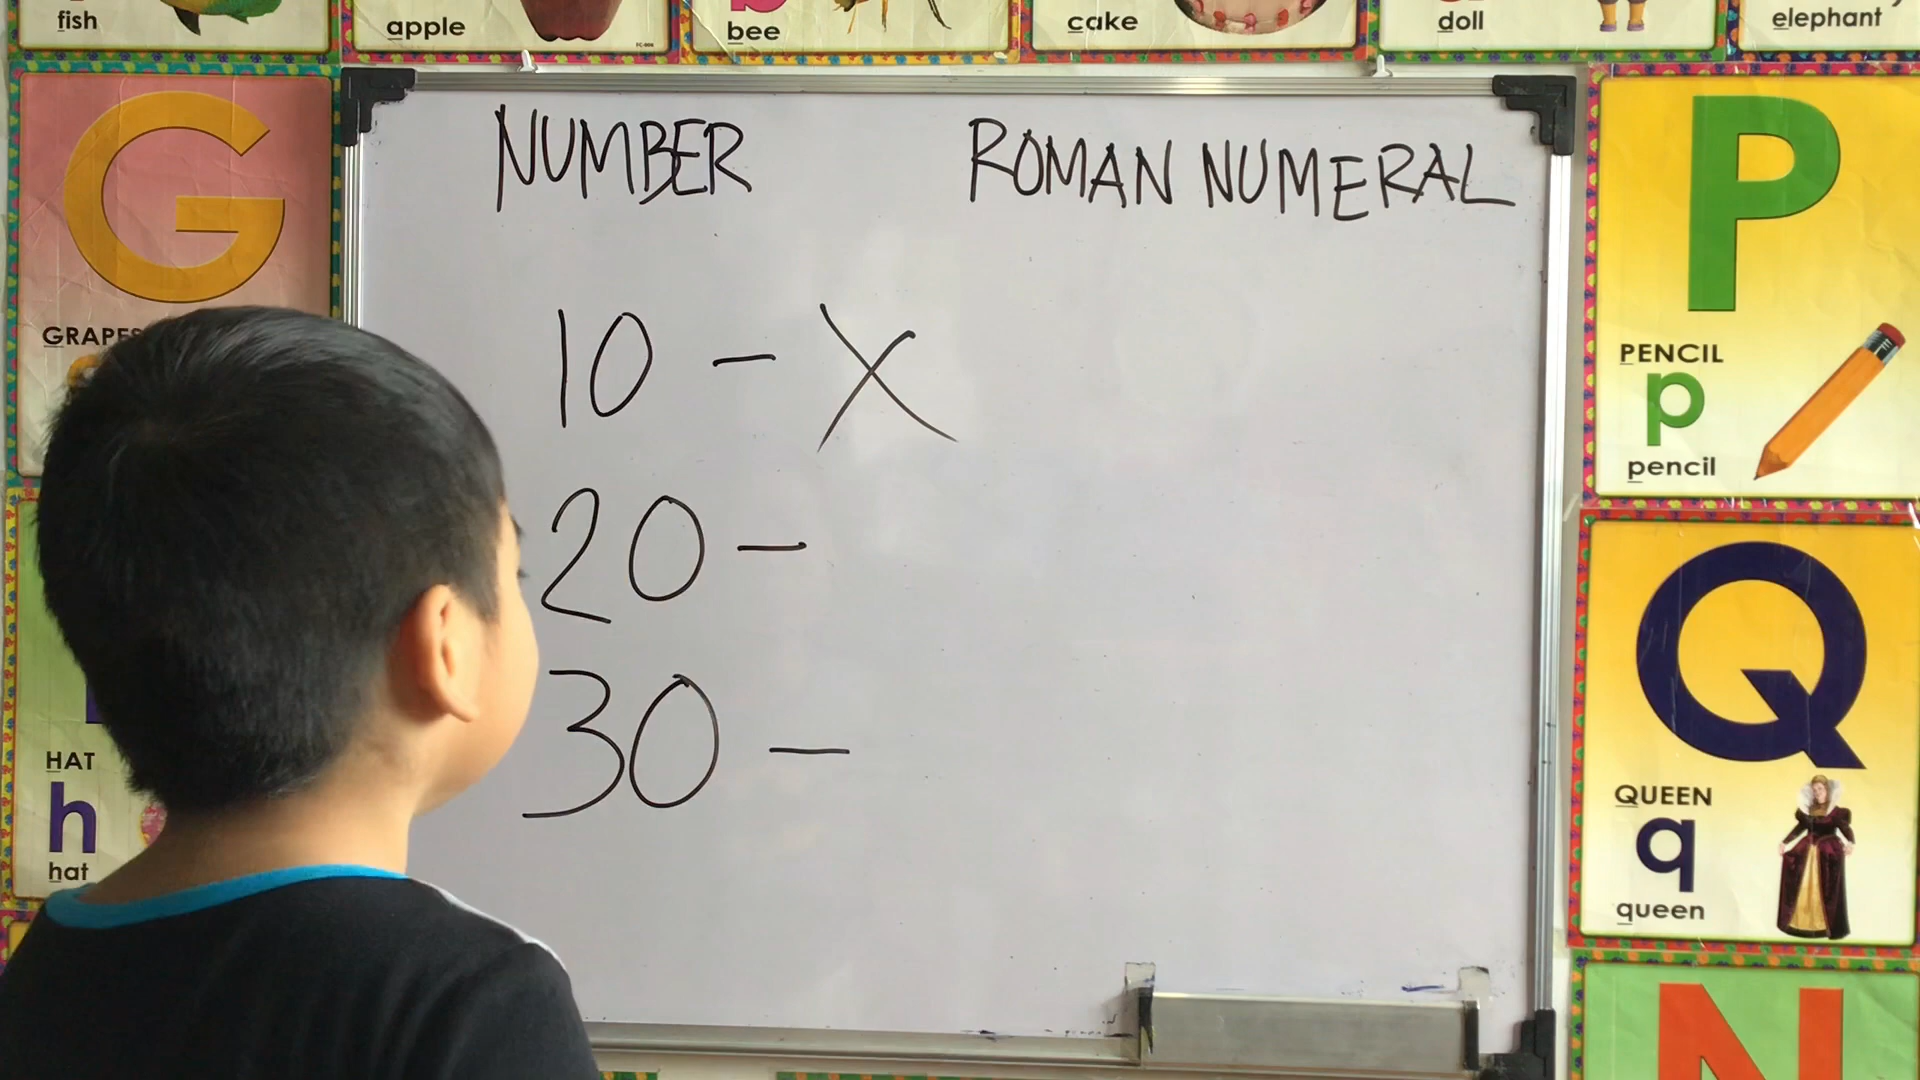 fish
apple
bee
cake
doll
elephant
G
GRAPES
HAT
h
hat
NUMBER ROMAN NUMERAL
10 - X
20 -
30 -
P
PENCIL
p
pencil
Q
QUEEN
q
queen